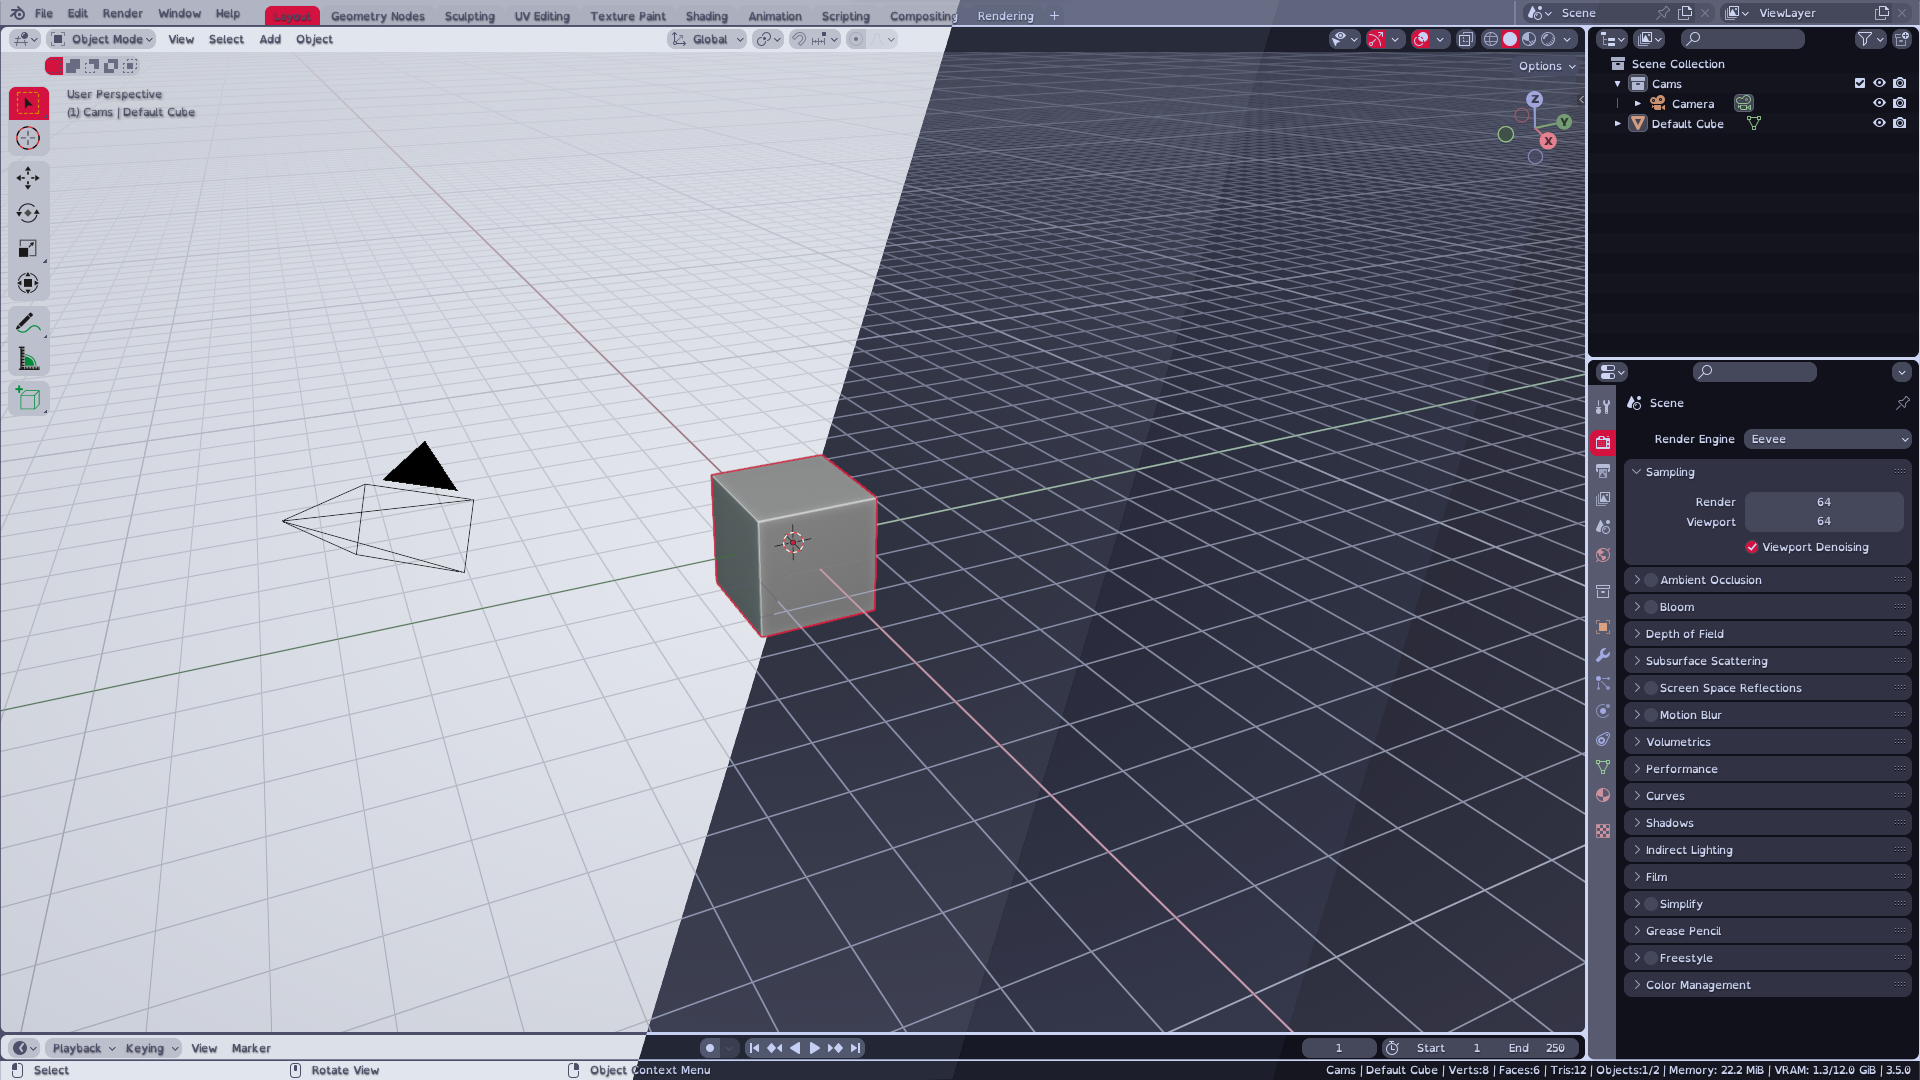 File Edit Render Window Help Layout Geometry Nodes Sculpting UV Editing Texture Paint Shading Animation Scripting Compositing Rendering + Scene ViewLayer
Object Mode View Select Add Object Global
Options
User Perspective
(1) Cams | Default Cube
Z
Y
X
Scene Collection
Cams
Camera
Default Cube
Scene
Render Engine Eevee
Sampling
Render 64
Viewport 64
Viewport Denoising
Ambient Occlusion
Bloom
Depth of Field
Subsurface Scattering
Screen Space Reflections
Motion Blur
Volumetrics
Performance
Curves
Shadows
Indirect Lighting
Film
Simplify
Grease Pencil
Freestyle
Color Management
Playback Keying View Marker 1 Start 1 End 250
Select Rotate View Object Context Menu Cams | Default Cube | Verts:8 | Faces:6 | Tris:12 | Objects:1/2 | Memory: 22.2 MiB | VRAM: 1.3/12.0 GiB | 3.5.0